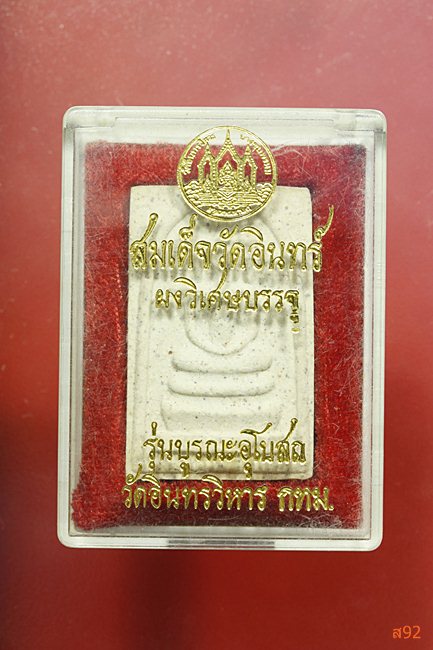 สมเด็จวัดอินทร์
ผงวิเศษบรรจุ
รุ่นบูรณะอุโบสถ
วัดอินทรวิหาร กทม.
ส92